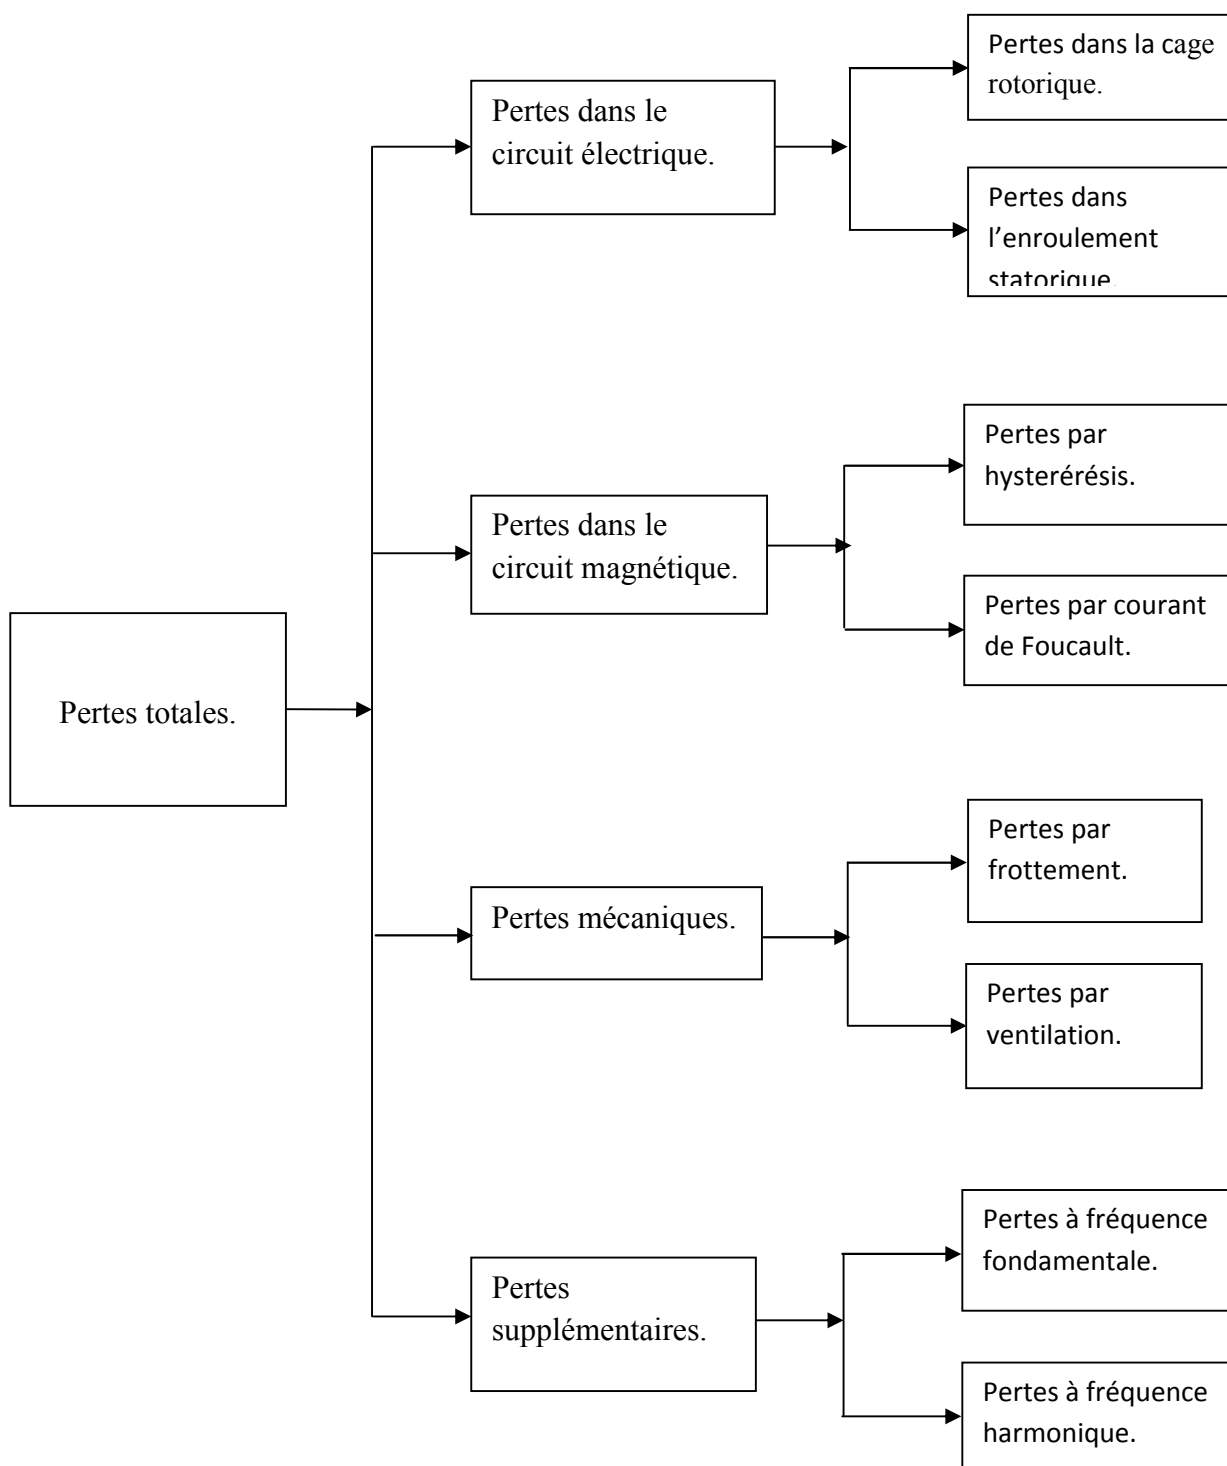 Pertes dans la cage
rotorique.
Pertes dans le
circuit électrique.
Pertes dans
l'enroulement
statorique.
Pertes par
hysterérésis.
Pertes dans le
circuit magnétique.
Pertes par courant
de Foucault.
Pertes totales.
Pertes par
frottement.
Pertes mécaniques.
Pertes par
ventilation.
Pertes à fréquence
fondamentale.
Pertes
supplémentaires.
Pertes à fréquence
harmonique.